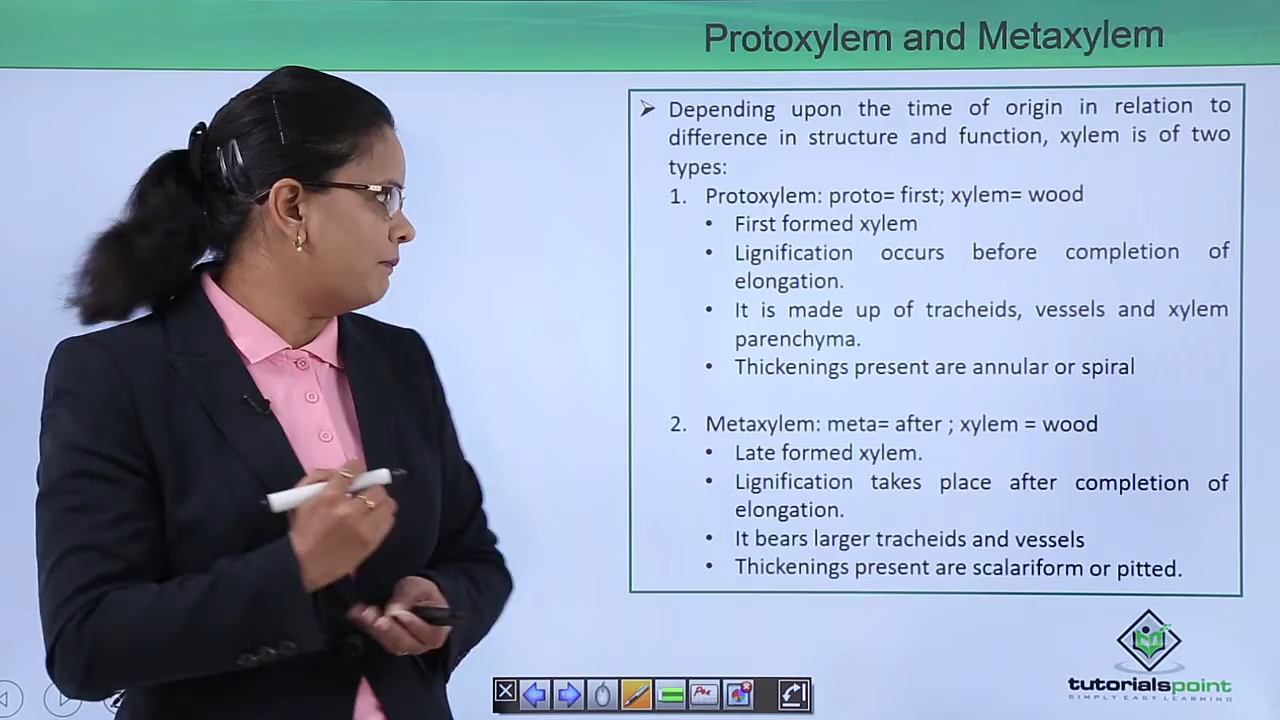 Protoxylem and Metaxylem
➢ Depending upon the time of origin in relation to
difference in structure and function, xylem is of two
types:
1. Protoxylem: proto= first; xylem= wood
• First formed xylem
• Lignification occurs before completion of
elongation.
• It is made up of tracheids, vessels and xylem
parenchyma.
• Thickenings present are annular or spiral
2. Metaxylem: meta= after ; xylem = wood
• Late formed xylem.
• Lignification takes place after completion of
elongation.
• It bears larger tracheids and vessels
• Thickenings present are scalariform or pitted.
tutorialspoint
SIMPLY EASY LEARNING
Pen